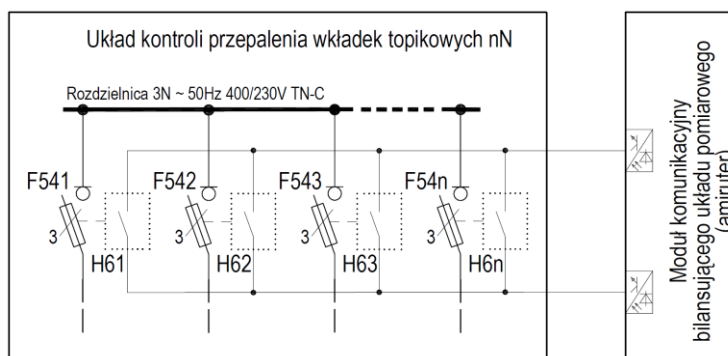 Układ kontroli przepalenia wkładek topikowych nN
Rozdzielnica 3N ~ 50Hz 400/230V TN-C
F541
F542
F543
F54n
3
3
3
3
H61
H62
H63
H6n
Moduł komunikacyjny
bilansującego układu pomiarowego
(amiruter)